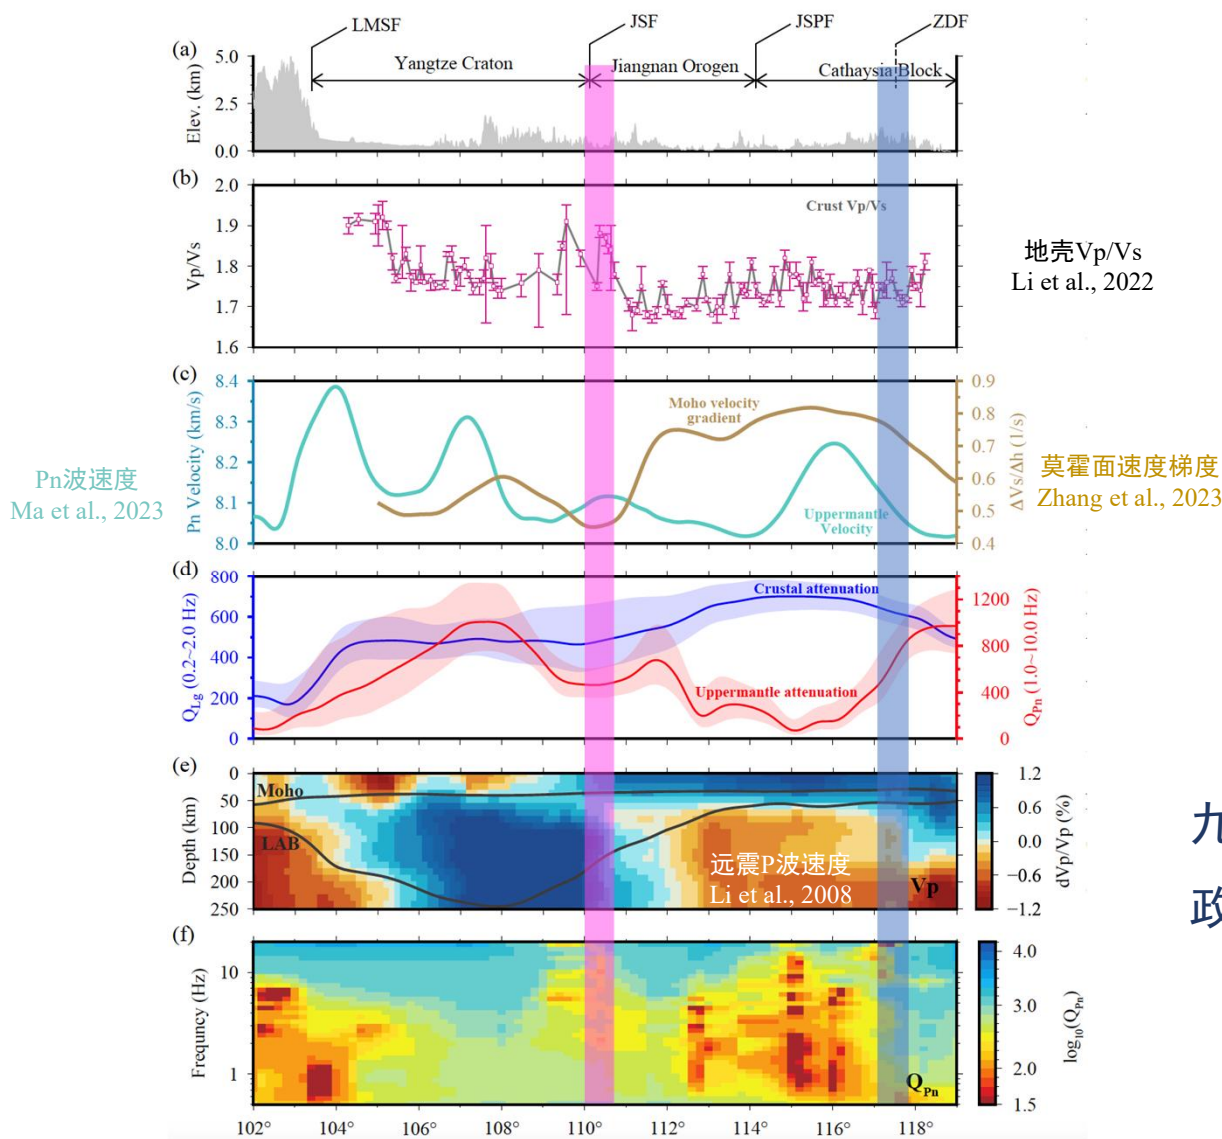 LMSF
JSF
JSPF
ZDF
(a)
Yangtze Craton
Jiangnan Orogen
Cathaysia Block
Elev. (km)
5.0
2.5
0.0
(b)
Vp/Vs
2.0
1.9
1.8
1.7
1.6
Crust Vp/Vs
地壳Vp/Vs
Li et al., 2022
(c)
Pn Velocity (km/s)
8.4
8.3
8.2
8.1
8.0
Moho velocity
gradient
Uppermantle
Velocity
0.9
0.8
0.7
0.6
0.5
0.4
ΔVs/Δh (1/s)
Pn波速度
Ma et al., 2023
莫霍面速度梯度
Zhang et al., 2023
(d)
QLg (0.2~2.0 Hz)
800
600
400
200
0
Crustal attenuation
Uppermantle attenuation
1200
800
400
0
QPn (1.0~10.0 Hz)
(e)
Depth (km)
0
50
100
150
200
250
Moho
LAB
远震P波速度
Li et al., 2008
Vp
1.2
0.6
0.0
−0.6
−1.2
dVp/Vp (%)
九
政
(f)
Frequncy (Hz)
10
1
QPn
4.0
3.0
2.0
1.5
log10(QPn)
102° 104° 106° 108° 110° 112° 114° 116° 118°